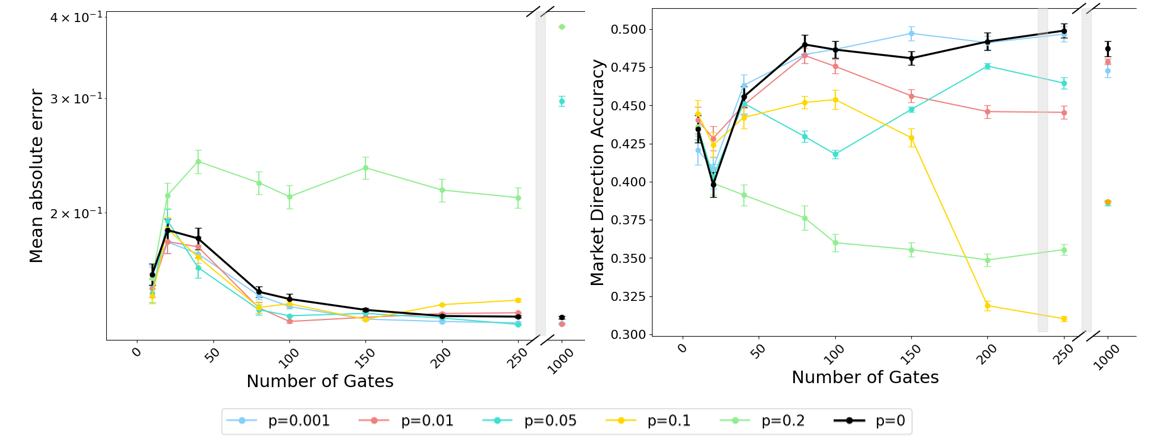 4 × 10⁻¹
3 × 10⁻¹
2 × 10⁻¹
Mean absolute error
0 50 100 150 200 250 1000
Number of Gates
0.500
0.475
0.450
0.425
0.400
0.375
0.350
0.325
0.300
Market Direction Accuracy
0 50 100 150 200 250 1000
Number of Gates
p=0.001 p=0.01 p=0.05 p=0.1 p=0.2 p=0